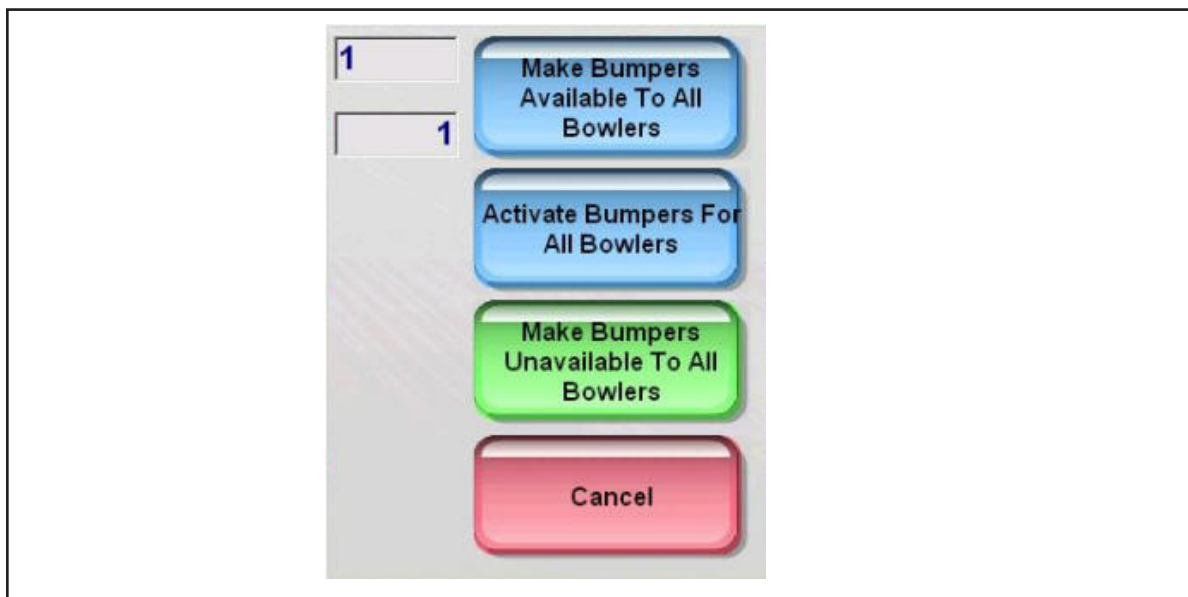 1
1
Make Bumpers
Available To All
Bowlers
Activate Bumpers For
All Bowlers
Make Bumpers
Unavailable To All
Bowlers
Cancel